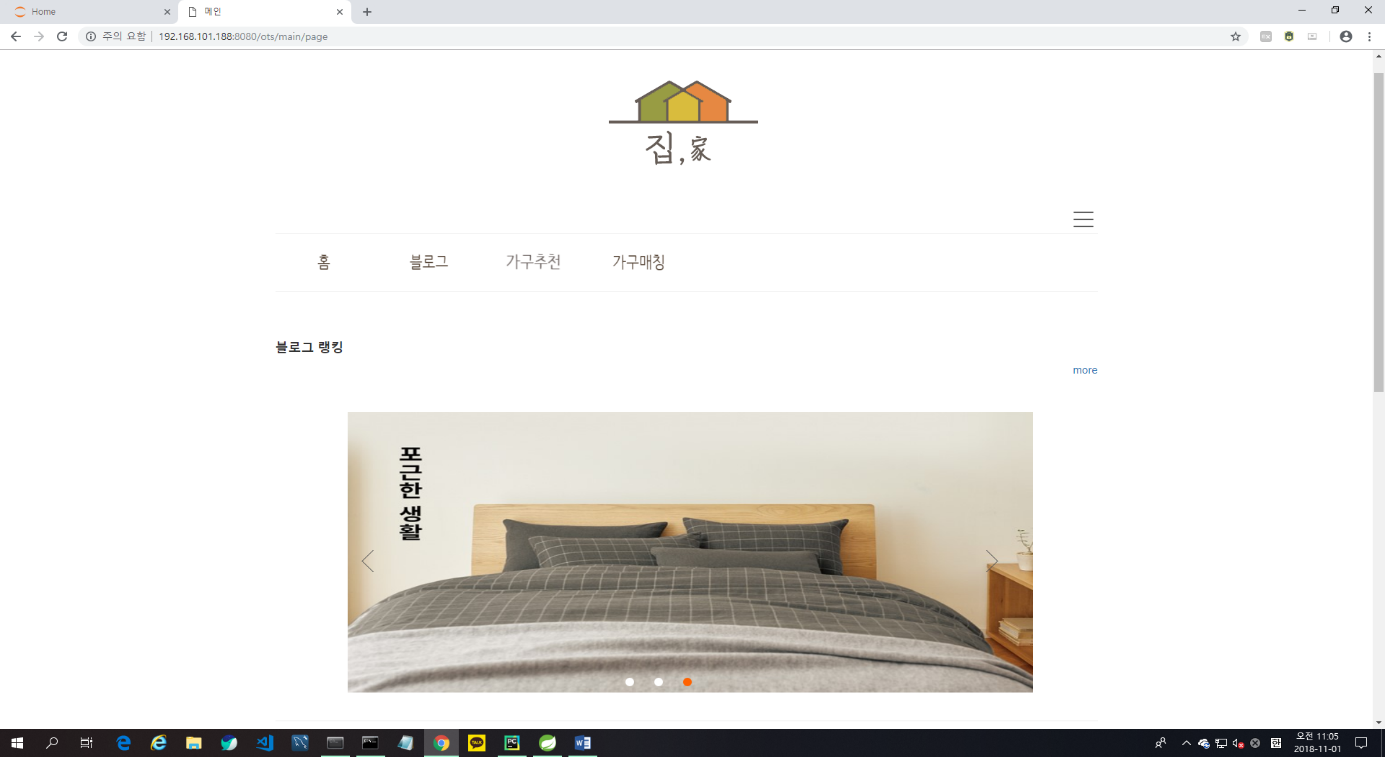 Home
메인
주의 요함
192.168.101.188:8080/ots/main/page
집,家
홈
블로그
가구추천
가구매칭
블로그 랭킹
more
포근한 생활
오전 11:05
2018-11-01